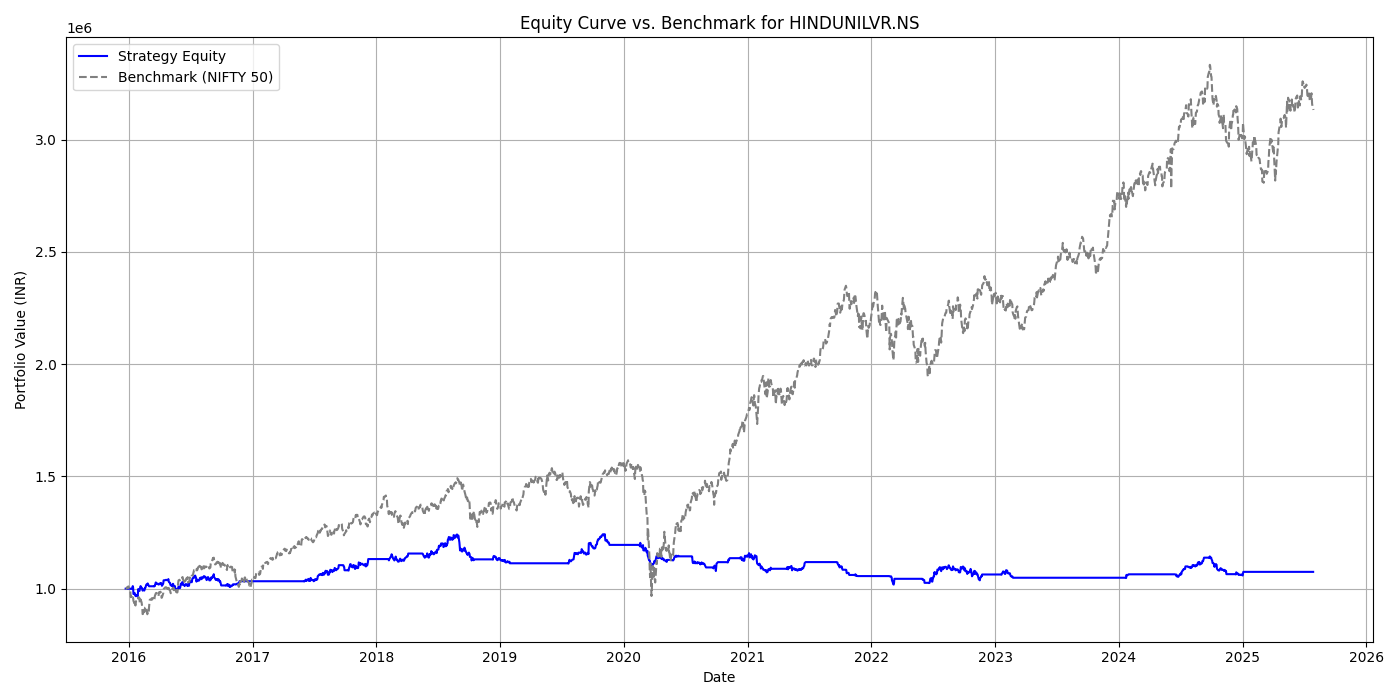 Equity Curve vs. Benchmark for HINDUNILVR.NS
1e6
Strategy Equity
Benchmark (NIFTY 50)
Portfolio Value (INR)
3.0
2.5
2.0
1.5
1.0
2016 2017 2018 2019 2020 2021 2022 2023 2024 2025 2026
Date